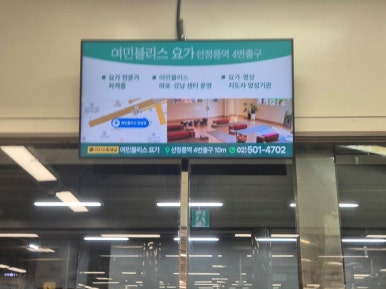 여민블리스 요가 선정릉역 4번출구
■ 요가 전문가 자격증
■ 여민블리스 마포·강남 센터 운영
■ 요가·명상 지도자 양성기관
여민블리스 요가 선정릉역 4번출구 10m 02)501-4702